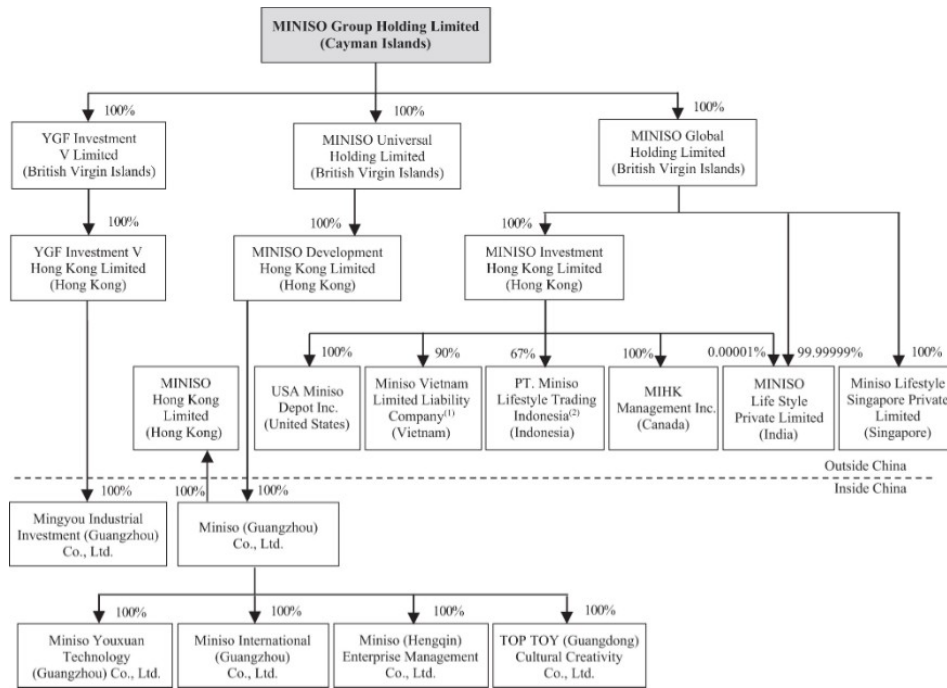 MINISO Group Holding Limited
(Cayman Islands)
100%
100%
100%
YGF Investment
V Limited
(British Virgin Islands)
MINISO Universal
Holding Limited
(British Virgin Islands)
MINISO Global
Holding Limited
(British Virgin Islands)
100%
100%
100%
YGF Investment V
Hong Kong Limited
(Hong Kong)
MINISO Development
Hong Kong Limited
(Hong Kong)
MINISO Investment
Hong Kong Limited
(Hong Kong)
100%
90%
67%
100%
0.00001%
99.99999%
100%
MINISO
Hong Kong
Limited
(Hong Kong)
USA Miniso
Depot Inc.
(United States)
Miniso Vietnam
Limited Liability
Company(1)
(Vietnam)
PT. Miniso
Lifestyle Trading
Indonesia(2)
(Indonesia)
MIHK
Management Inc.
(Canada)
MINISO
Life Style
Private Limited
(India)
Miniso Lifestyle
Singapore Private
Limited
(Singapore)
Outside China
Inside China
100%
100%
100%
Mingyou Industrial
Investment (Guangzhou)
Co., Ltd.
Miniso (Guangzhou)
Co., Ltd.
100%
100%
100%
100%
Miniso Youxuan
Technology
(Guangzhou) Co., Ltd.
Miniso International
(Guangzhou)
Co., Ltd.
Miniso (Hengqin)
Enterprise Management
Co., Ltd.
TOP TOY (Guangdong)
Cultural Creativity
Co., Ltd.